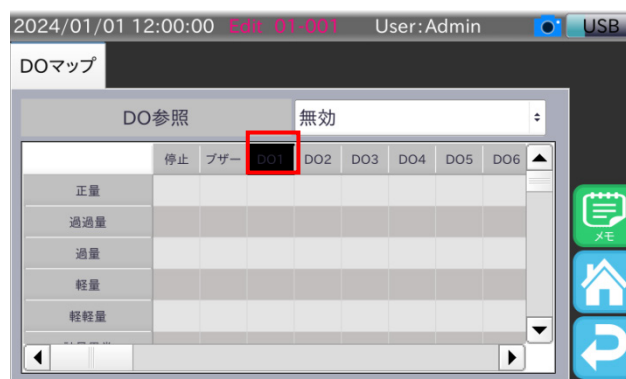 2024/01/01 12:00:00 Edit 01-001 User:Admin USB
DOマップ
DO参照 無効
停止 ブザー DO1 DO2 DO3 DO4 DO5 DO6
正量
過過量
過量
軽量
軽軽量
メモ